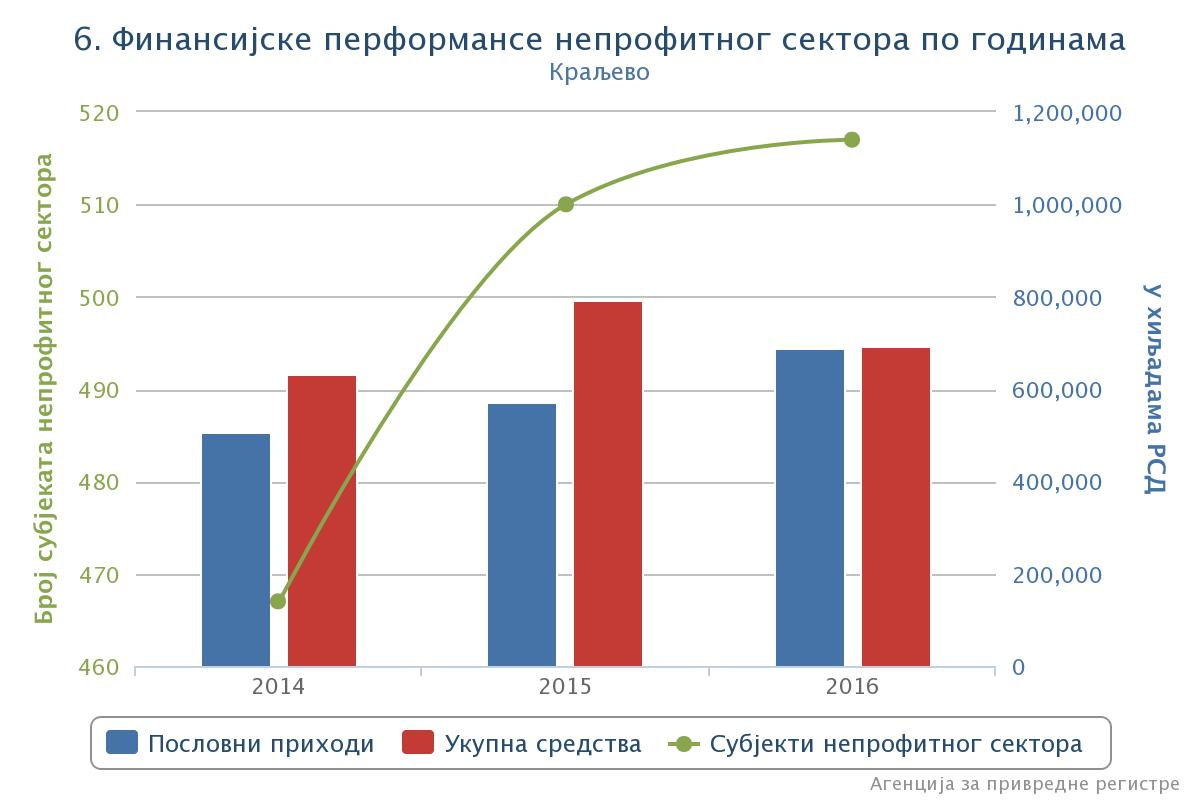 6. Финансијске перформансе непрофитног сектора по годинама
Краљево
Број субјеката непрофитног сектора
520
510
500
490
480
470
460
1,200,000
1,000,000
800,000
600,000
400,000
200,000
0
у хиљадама РСД
2014 2015 2016
Пословни приходи Укупна средства Субјекти непрофитног сектора
Агенција за привредне регистре